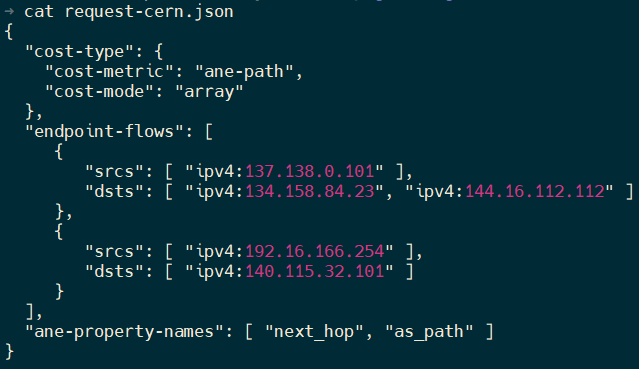 → cat request-cern.json
{
  "cost-type": {
    "cost-metric": "ane-path",
    "cost-mode": "array"
  },
  "endpoint-flows": [
     {
        "srcs": [ "ipv4:137.138.0.101" ],
        "dsts": [ "ipv4:134.158.84.23", "ipv4:144.16.112.112" ]
     },
     {
        "srcs": [ "ipv4:192.16.166.254" ],
        "dsts": [ "ipv4:140.115.32.101" ]
     }
  ],
  "ane-property-names": [ "next_hop", "as_path" ]
}